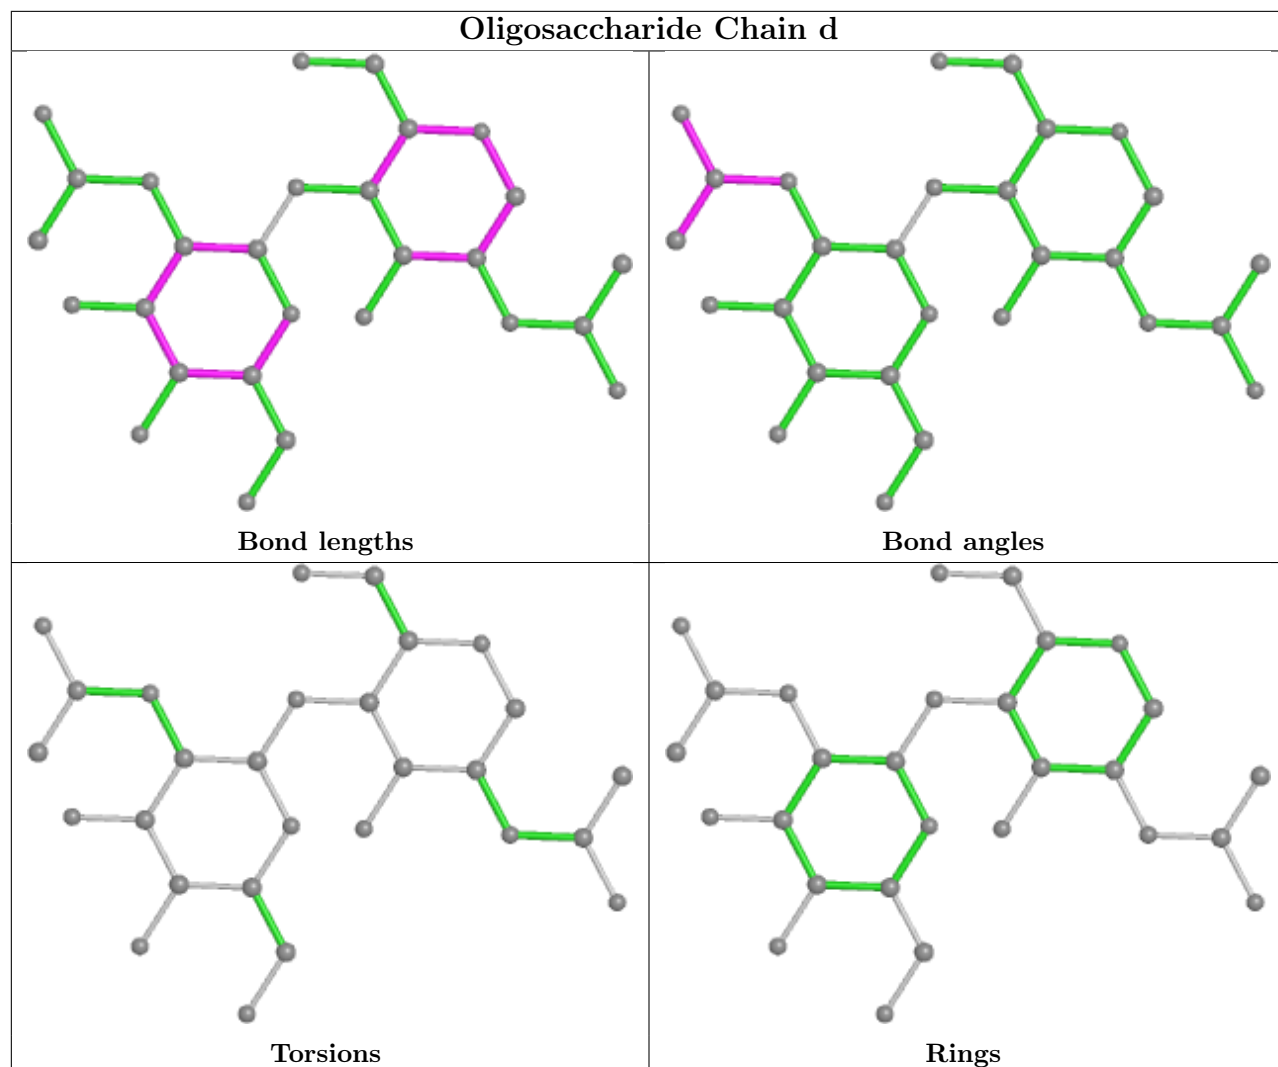 Oligosaccharide Chain d
Bond lengths
Bond angles
Torsions
Rings